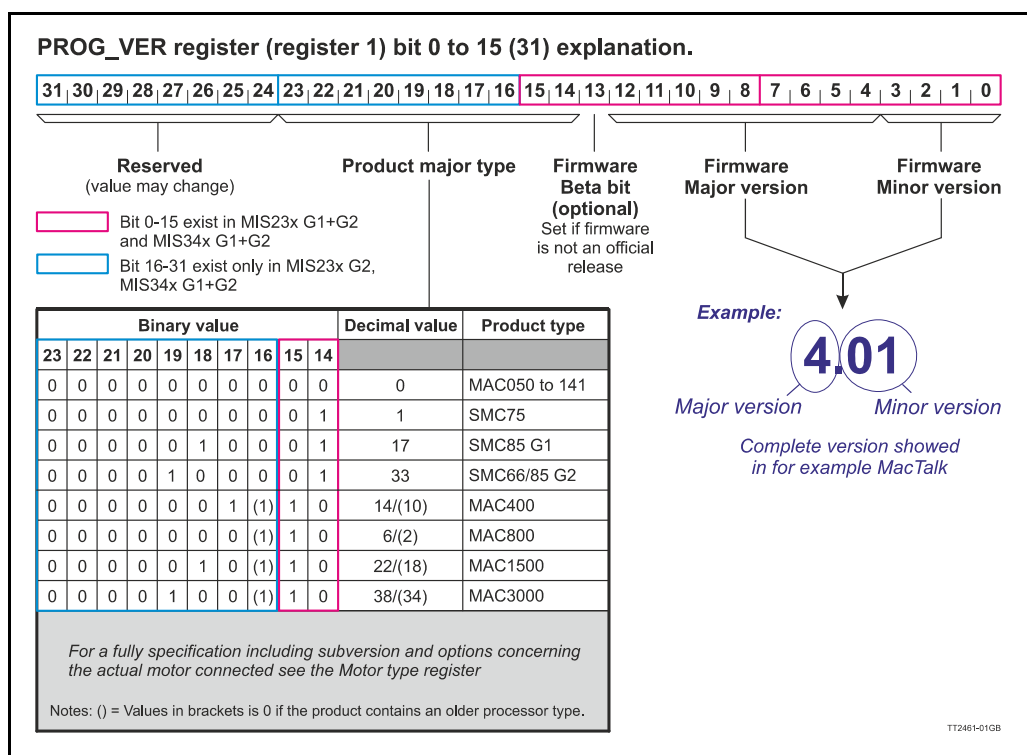 PROG_VER register (register 1) bit 0 to 15 (31) explanation.
31 30 29 28 27 26 25 24 23 22 21 20 19 18 17 16 15 14 13 12 11 10 9 8 7 6 5 4 3 2 1 0
Reserved
(value may change)
Product major type
Firmware
Beta bit
(optional)
Set if firmware
is not an official
release
Firmware
Major version
Firmware
Minor version
Bit 0-15 exist in MIS23x G1+G2
and MIS34x G1+G2
Bit 16-31 exist only in MIS23x G2,
MIS34x G1+G2
Binary value Decimal value Product type
23 22 21 20 19 18 17 16 15 14
0 0 0 0 0 0 0 0 0 0 0 MAC050 to 141
0 0 0 0 0 0 0 0 0 1 1 SMC75
0 0 0 0 0 1 0 0 0 1 17 SMC85 G1
0 0 0 0 1 0 0 0 0 1 33 SMC66/85 G2
0 0 0 0 0 0 1 (1) 1 0 14/(10) MAC400
0 0 0 0 0 0 0 (1) 1 0 6/(2) MAC800
0 0 0 0 0 1 0 (1) 1 0 22/(18) MAC1500
0 0 0 0 1 0 0 (1) 1 0 38/(34) MAC3000
For a fully specification including subversion and options concerning
the actual motor connected see the Motor type register
Notes: () = Values in brackets is 0 if the product contains an older processor type.
Example:
4.01
Major version
Minor version
Complete version showed
in for example MacTalk
TT2461-01GB